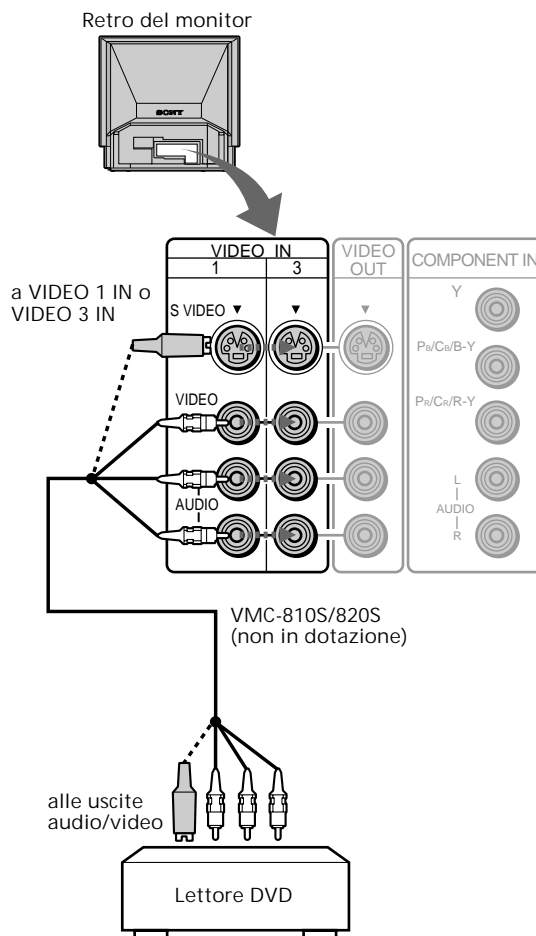 Retro del monitor
SONY
VIDEO IN
1 3
VIDEO
OUT
COMPONENT IN
a VIDEO 1 IN o
VIDEO 3 IN
S VIDEO
Y
PB/CB/B-Y
VIDEO
PR/CR/R-Y
AUDIO
L
AUDIO
R
VMC-810S/820S
(non in dotazione)
alle uscite
audio/video
Lettore DVD